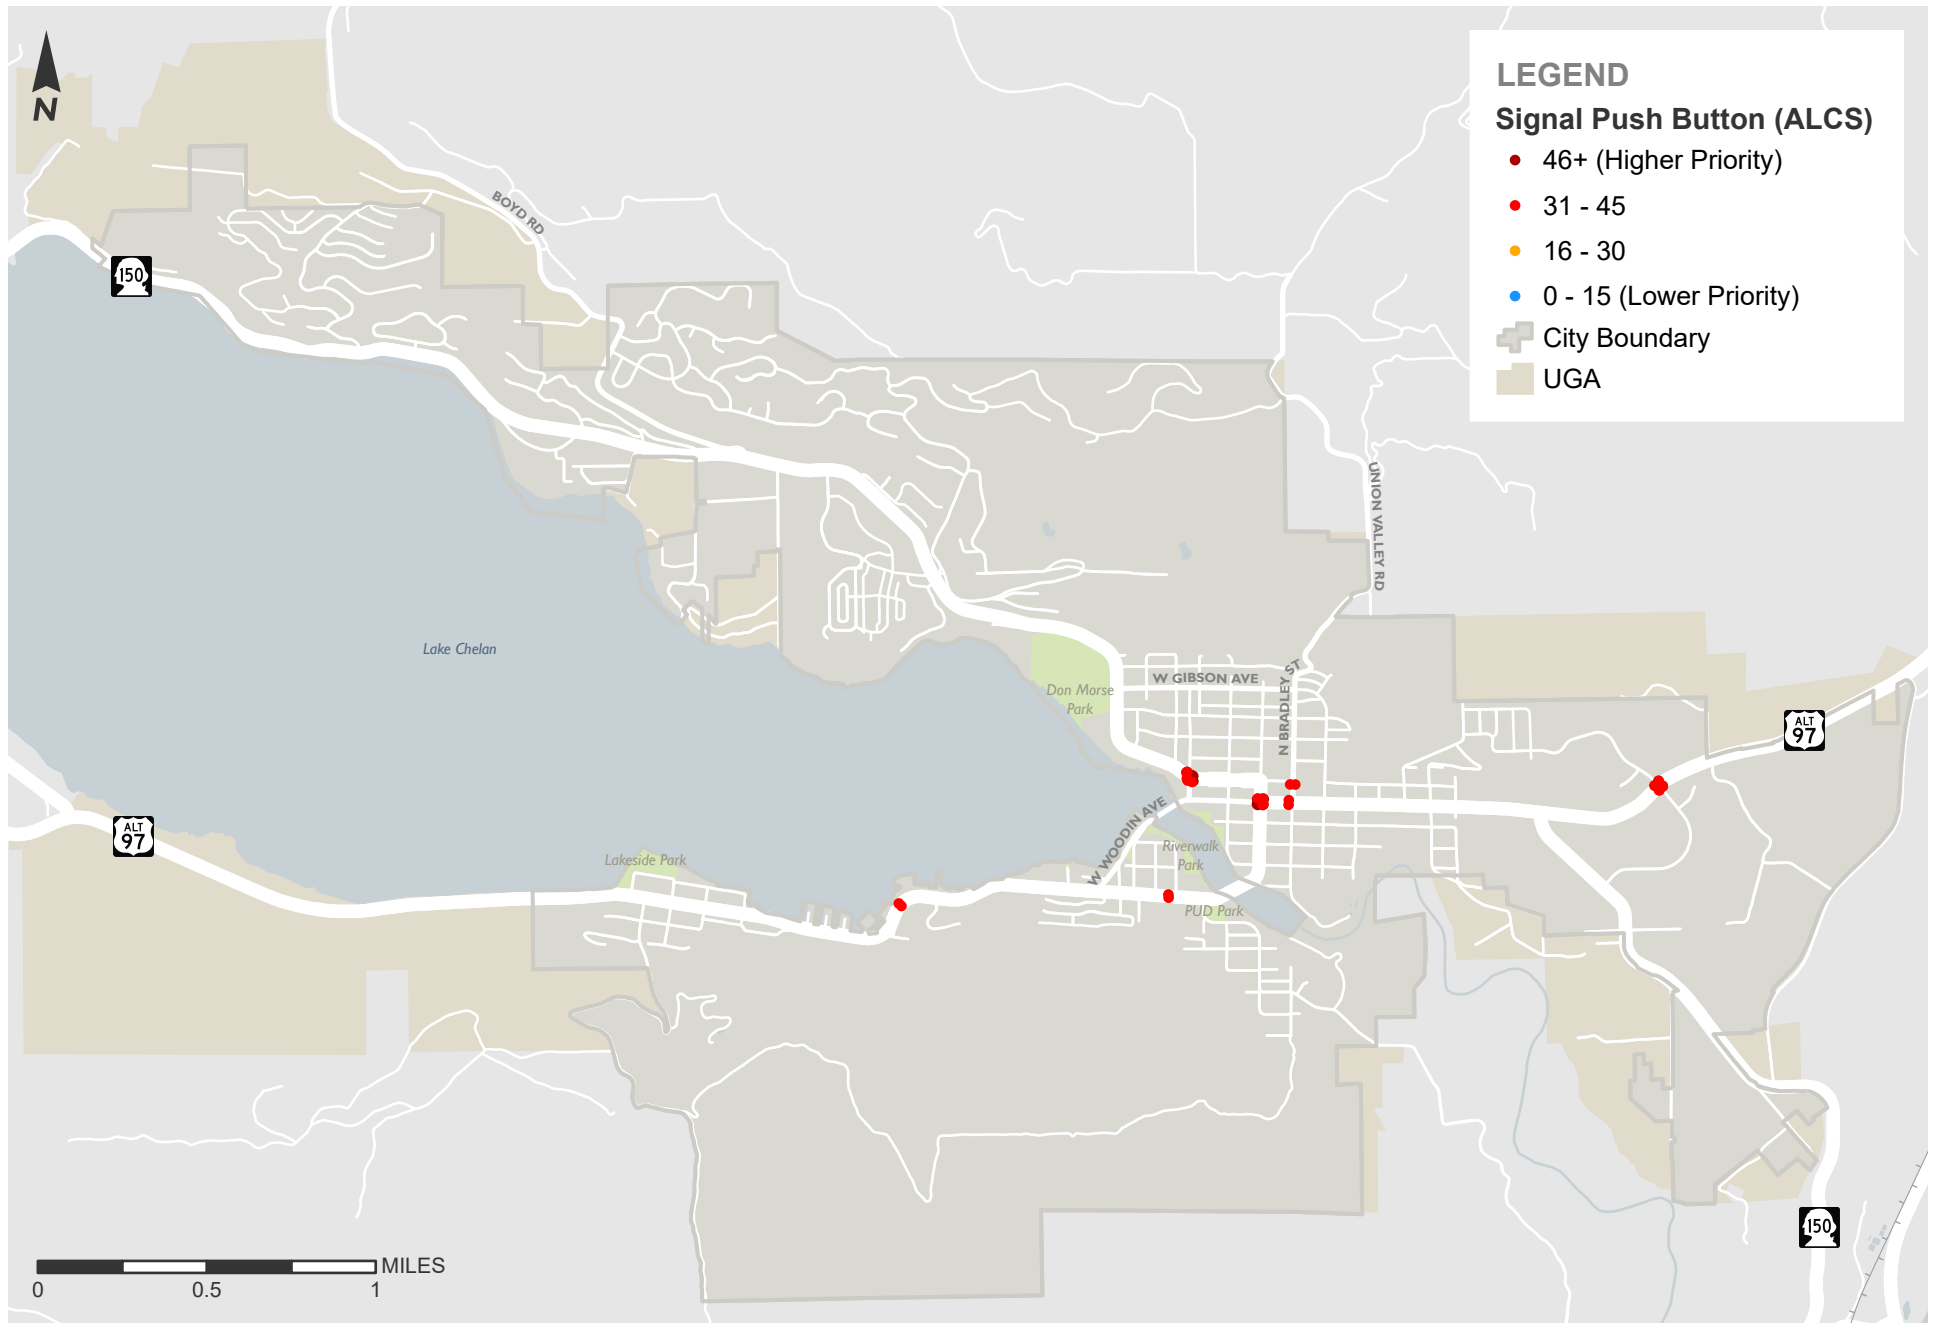 N
LEGEND
Signal Push Button (ALCS)
46+ (Higher Priority)
31 - 45
16 - 30
0 - 15 (Lower Priority)
City Boundary
UGA
BOYD RD
150
UNION VALLEY RD
Lake Chelan
W GIBSON AVE
N BRADLEY ST
Don Morse
Park
ALT
97
W WOODIN AVE
ALT
97
Lakeside Park
Riverwalk
Park
PUD Park
150
MILES
0
0.5
1